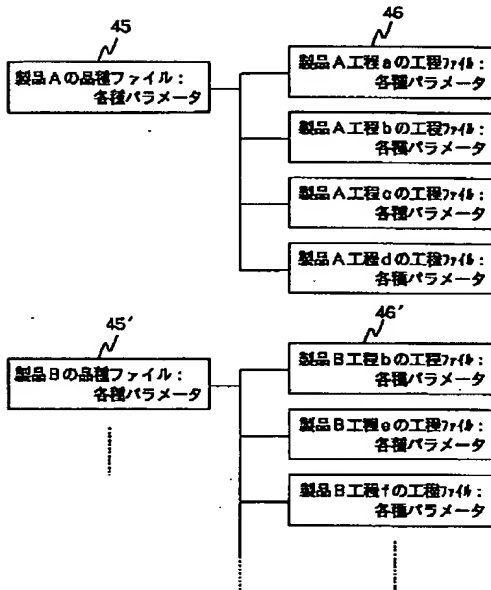 45
製品Aの品種ファイル：
各種パラメータ
46
製品A工程aの工程ﾌｧｲﾙ：
各種パラメータ
製品A工程bの工程ﾌｧｲﾙ：
各種パラメータ
製品A工程cの工程ﾌｧｲﾙ：
各種パラメータ
製品A工程dの工程ﾌｧｲﾙ：
各種パラメータ
45′
製品Bの品種ファイル：
各種パラメータ
46′
製品B工程bの工程ﾌｧｲﾙ：
各種パラメータ
製品B工程eの工程ﾌｧｲﾙ：
各種パラメータ
製品B工程fの工程ﾌｧｲﾙ：
各種パラメータ